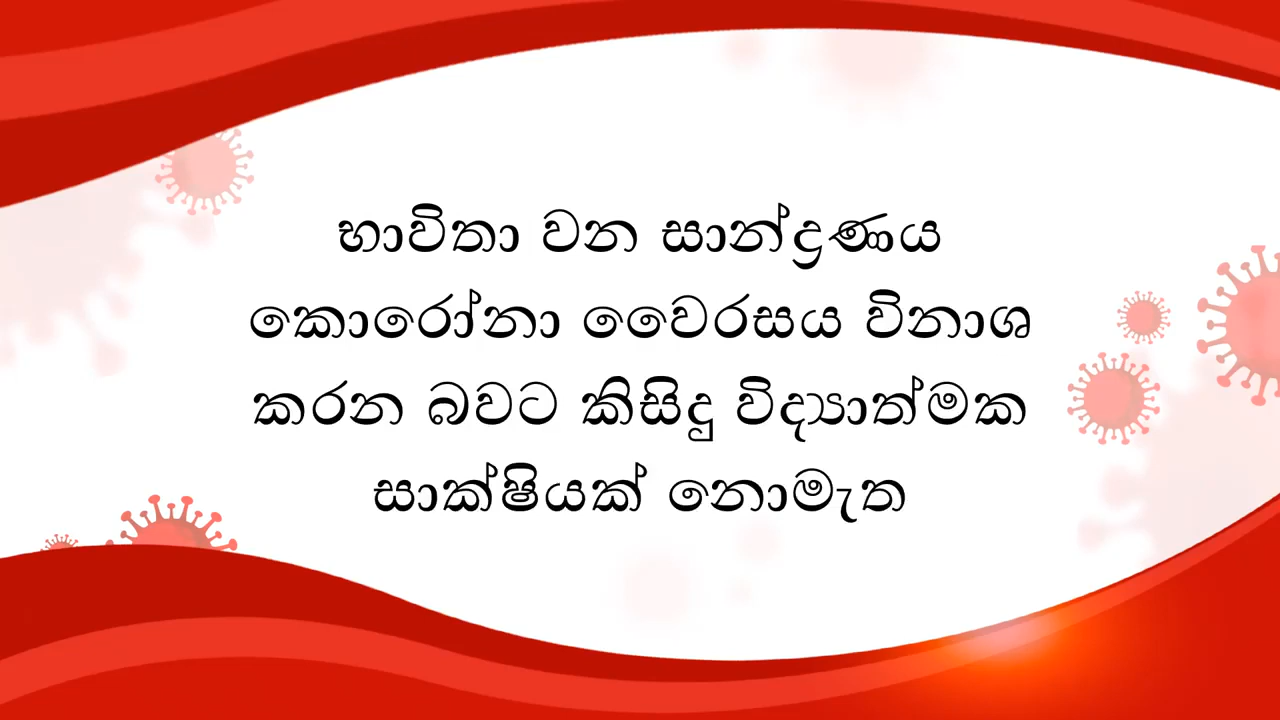 භාවිතා වන සාන්ද්‍රණය
කොරෝනා වෛරසය විනාශ
කරන බවට කිසිදු විද්‍යාත්මක
සාක්ෂියක් නොමැත